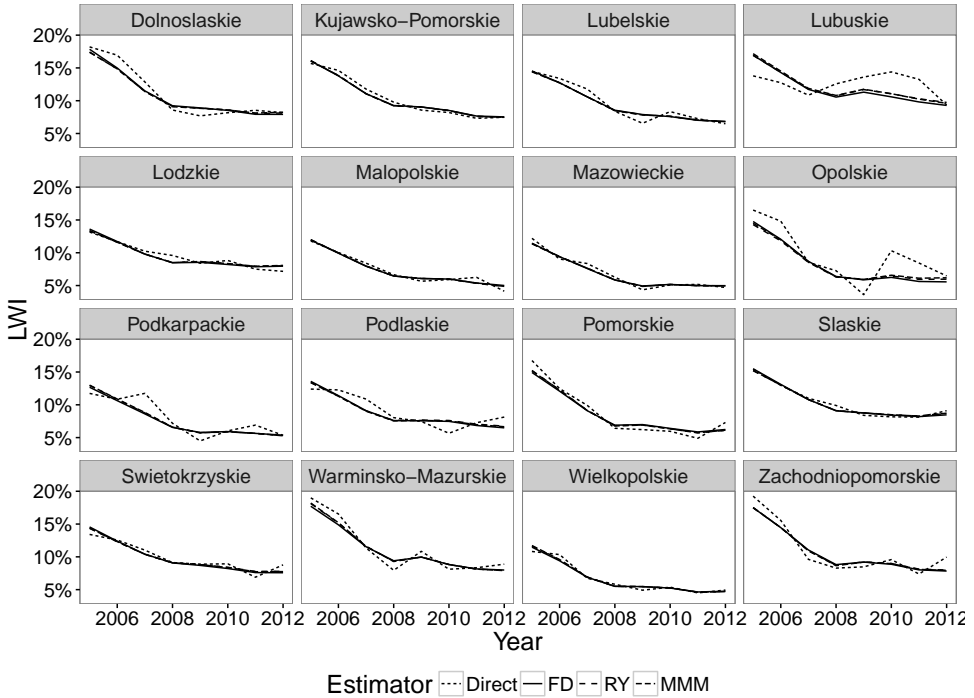 Dolnoslaskie Kujawsko−Pomorskie Lubelskie Lubuskie
20%
15%
10%
5%
Lodzkie Malopolskie Mazowieckie Opolskie
20%
15%
10%
5%
Podkarpackie Podlaskie Pomorskie Slaskie
20%
15%
10%
5%
Swietokrzyskie Warminsko−Mazurskie Wielkopolskie Zachodniopomorskie
20%
15%
10%
5%
LWI
2006 2008 2010 2012 2006 2008 2010 2012 2006 2008 2010 2012 2006 2008 2010 2012
Year
Estimator Direct FD RY MMM